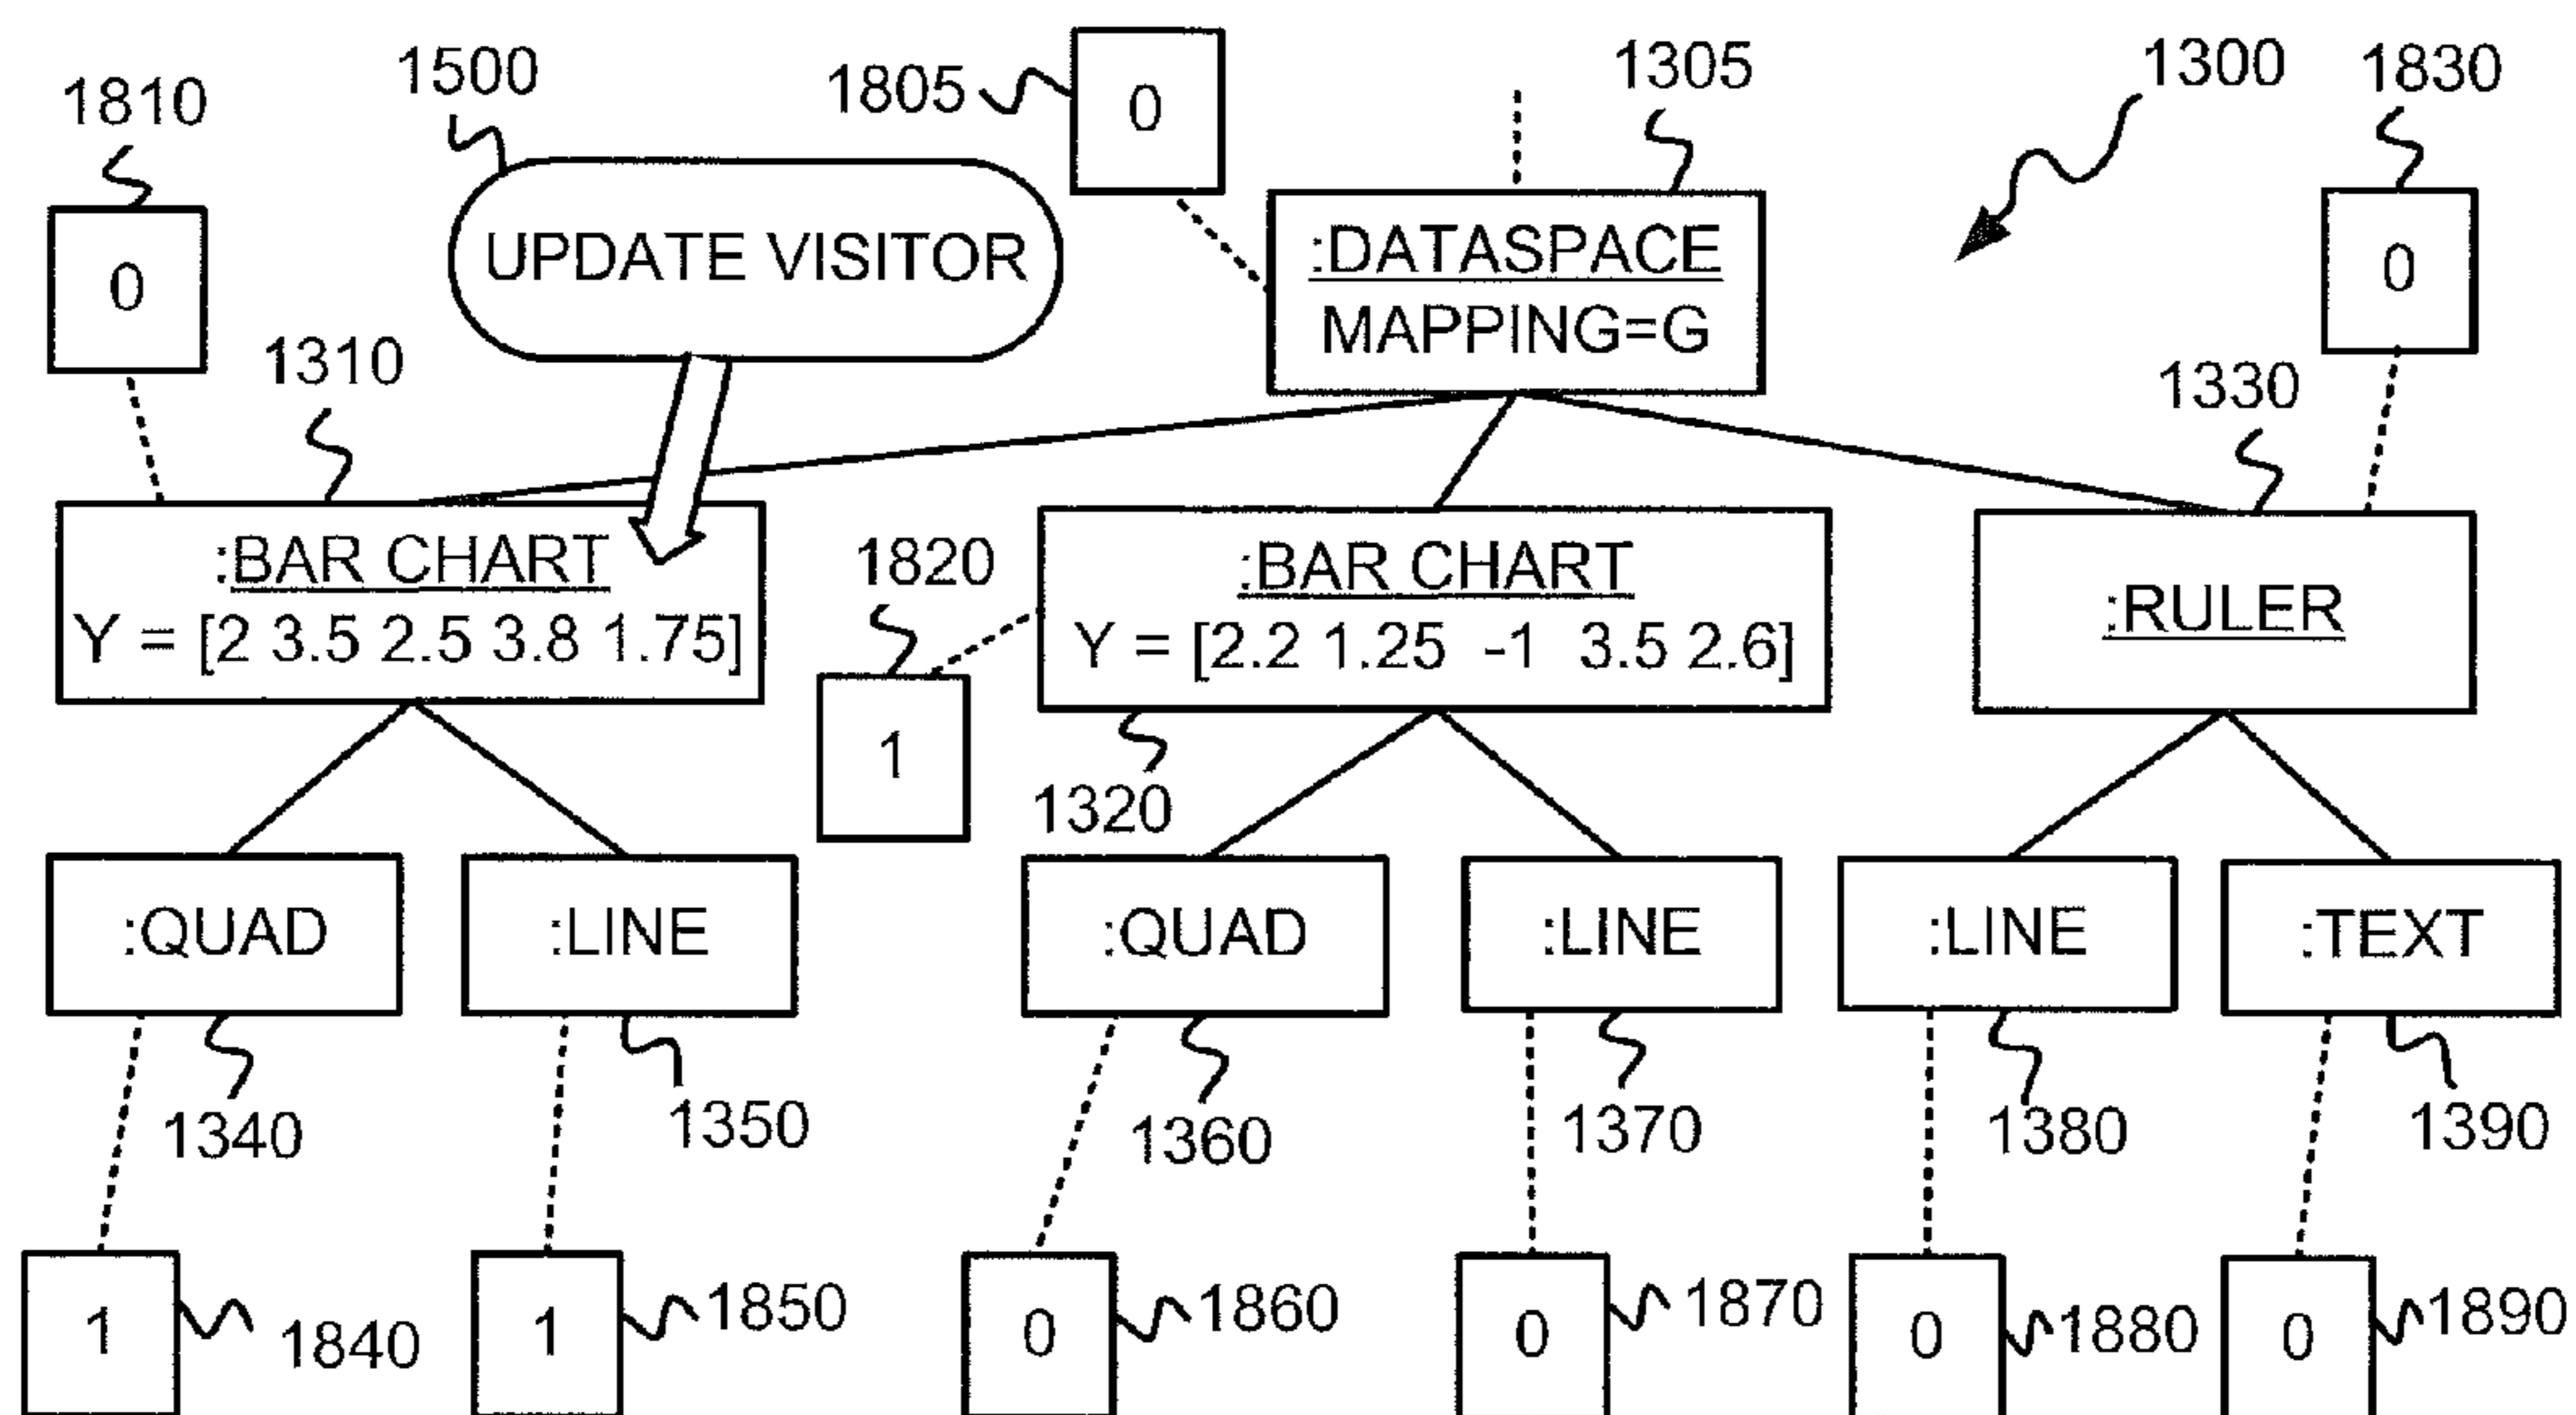 1500
1805
0
1305
1300
1830
1810
0
UPDATE VISITOR
:DATASPACE
MAPPING=G
0
1310
1330
:BAR CHART
Y = [2 3.5 2.5 3.8 1.75]
1820
:BAR CHART
Y = [2.2 1.25 -1 3.5 2.6]
:RULER
1
1320
:QUAD
:LINE
:QUAD
:LINE
:LINE
:TEXT
1340
1350
1360
1370
1380
1390
1
1840
1
1850
0
1860
0
1870
0
1880
0
1890